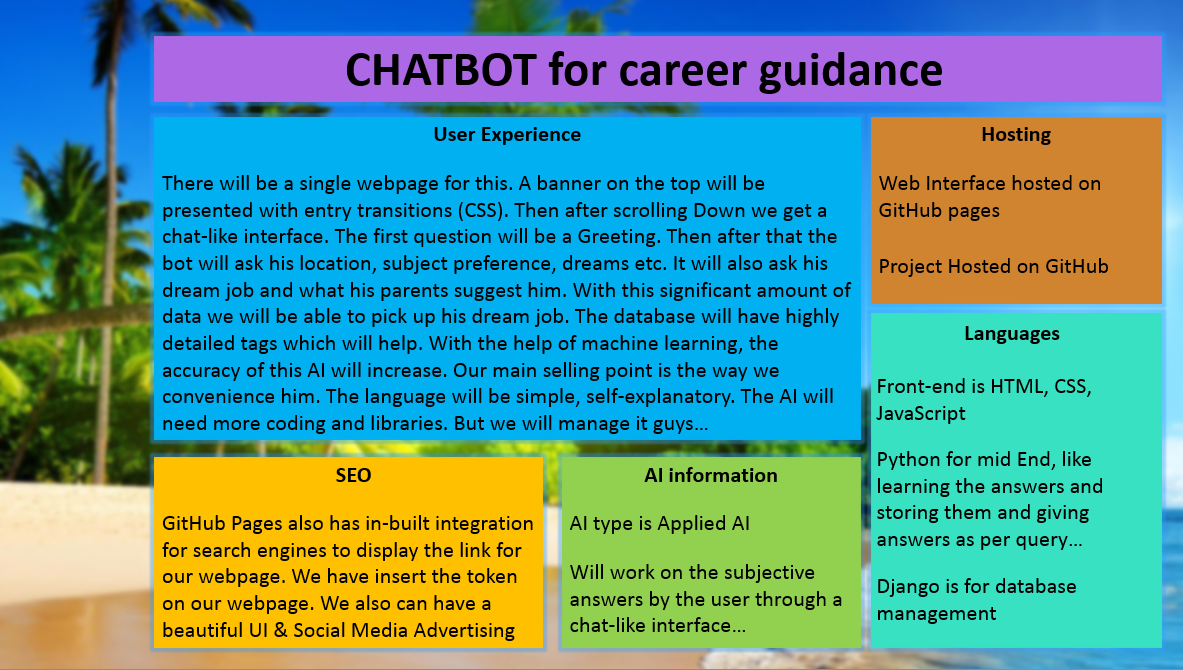 CHATBOT for career guidance
User Experience
There will be a single webpage for this. A banner on the top will be
presented with entry transitions (CSS). Then after scrolling Down we get a
chat-like interface. The first question will be a Greeting. Then after that the
bot will ask his location, subject preference, dreams etc. It will also ask his
dream job and what his parents suggest him. With this significant amount of
data we will be able to pick up his dream job. The database will have highly
detailed tags which will help. With the help of machine learning, the
accuracy of this AI will increase. Our main selling point is the way we
convenience him. The language will be simple, self-explanatory. The AI will
need more coding and libraries. But we will manage it guys…
Hosting
Web Interface hosted on
GitHub pages
Project Hosted on GitHub
Languages
Front-end is HTML, CSS,
JavaScript
Python for mid End, like
learning the answers and
storing them and giving
answers as per query…
Django is for database
management
SEO
GitHub Pages also has in-built integration
for search engines to display the link for
our webpage. We have insert the token
on our webpage. We also can have a
beautiful UI & Social Media Advertising
AI information
AI type is Applied AI
Will work on the subjective
answers by the user through a
chat-like interface…